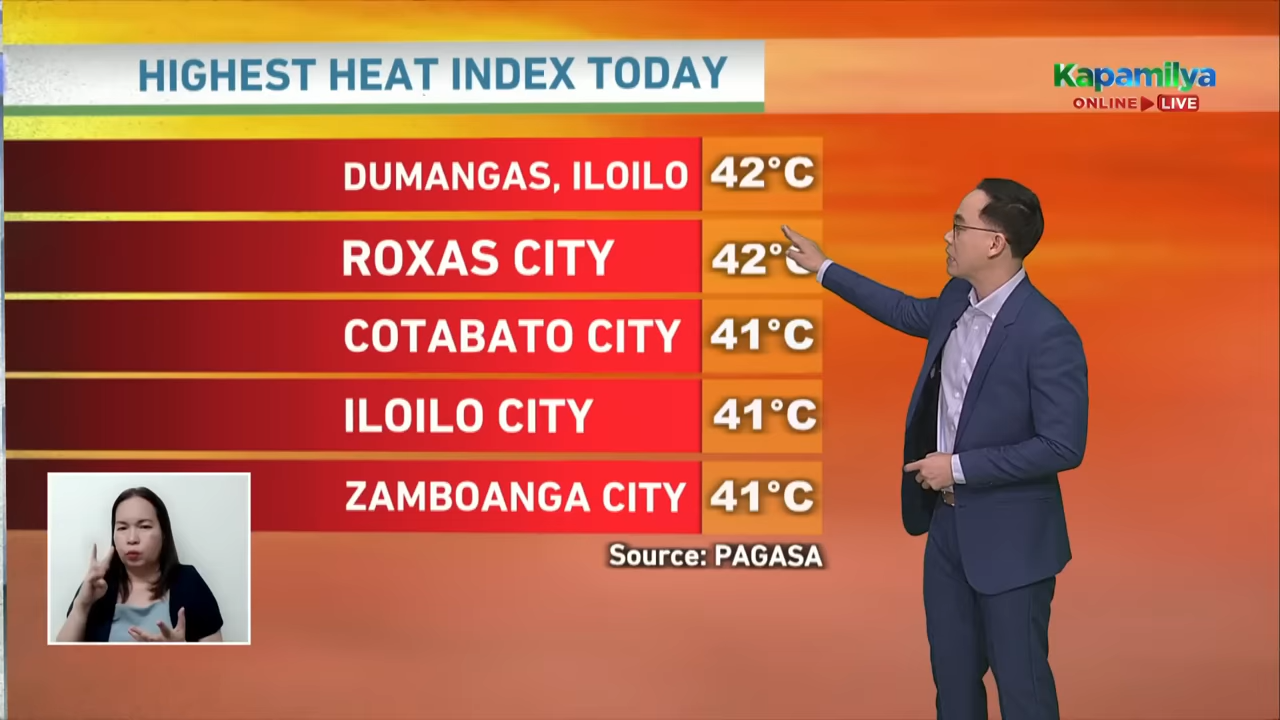 HIGHEST HEAT INDEX TODAY
Kapamilya
ONLINE LIVE
DUMANGAS, ILOILO 42°C
ROXAS CITY 42°C
COTABATO CITY 41°C
ILOILO CITY 41°C
ZAMBOANGA CITY 41°C
Source: PAGASA